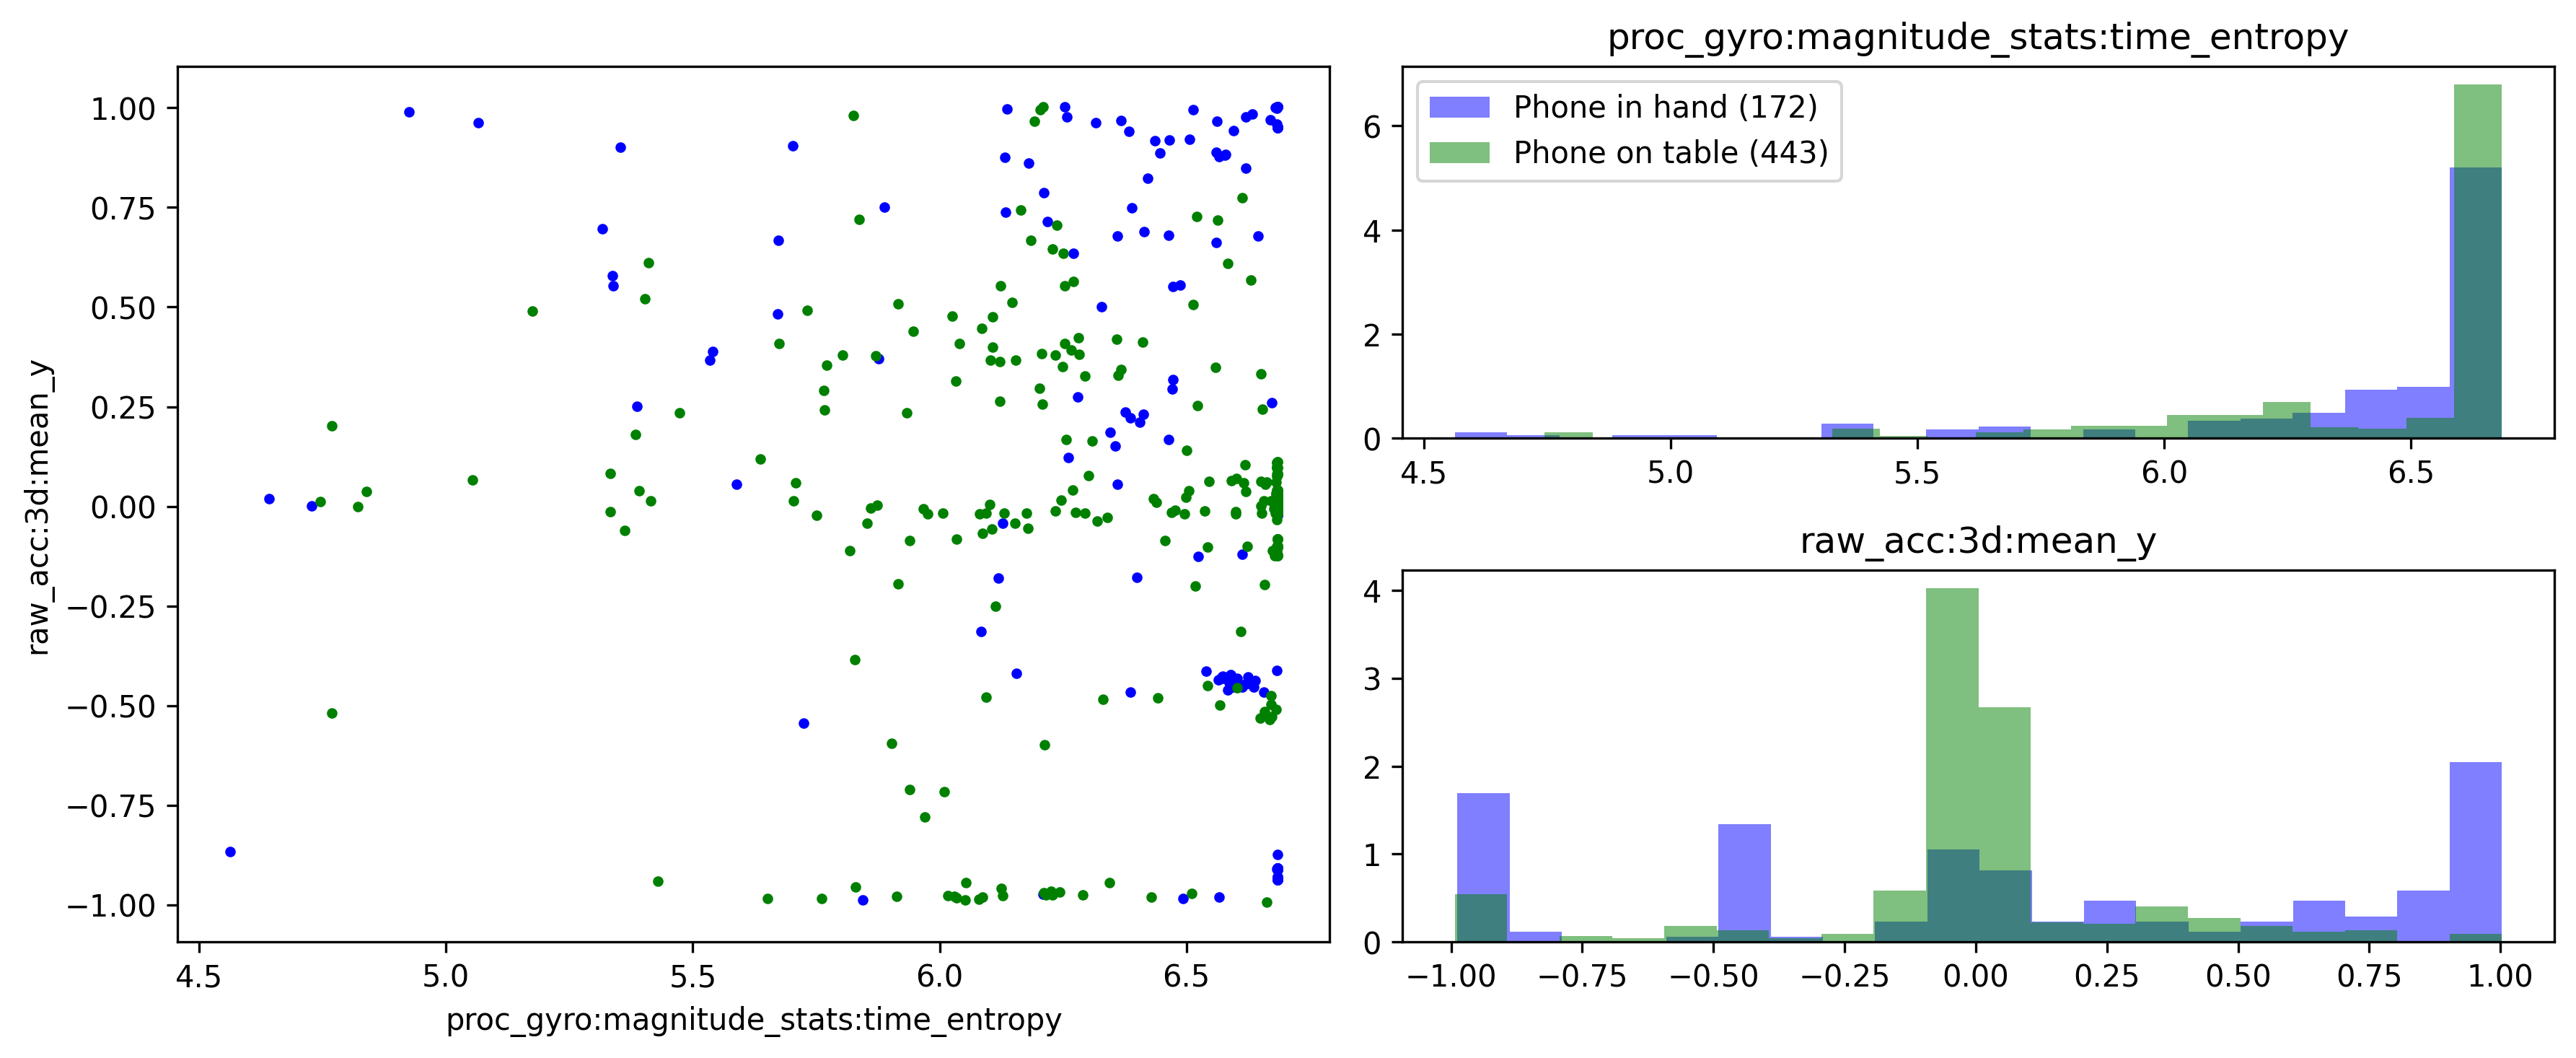 1.00
0.75
0.50
0.25
0.00
−0.25
−0.50
−0.75
−1.00
raw_acc:3d:mean_y
4.5 5.0 5.5 6.0 6.5
proc_gyro:magnitude_stats:time_entropy
proc_gyro:magnitude_stats:time_entropy
Phone in hand (172)
Phone on table (443)
6
4
2
0
4.5 5.0 5.5 6.0 6.5
raw_acc:3d:mean_y
4
3
2
1
0
−1.00 −0.75 −0.50 −0.25 0.00 0.25 0.50 0.75 1.00